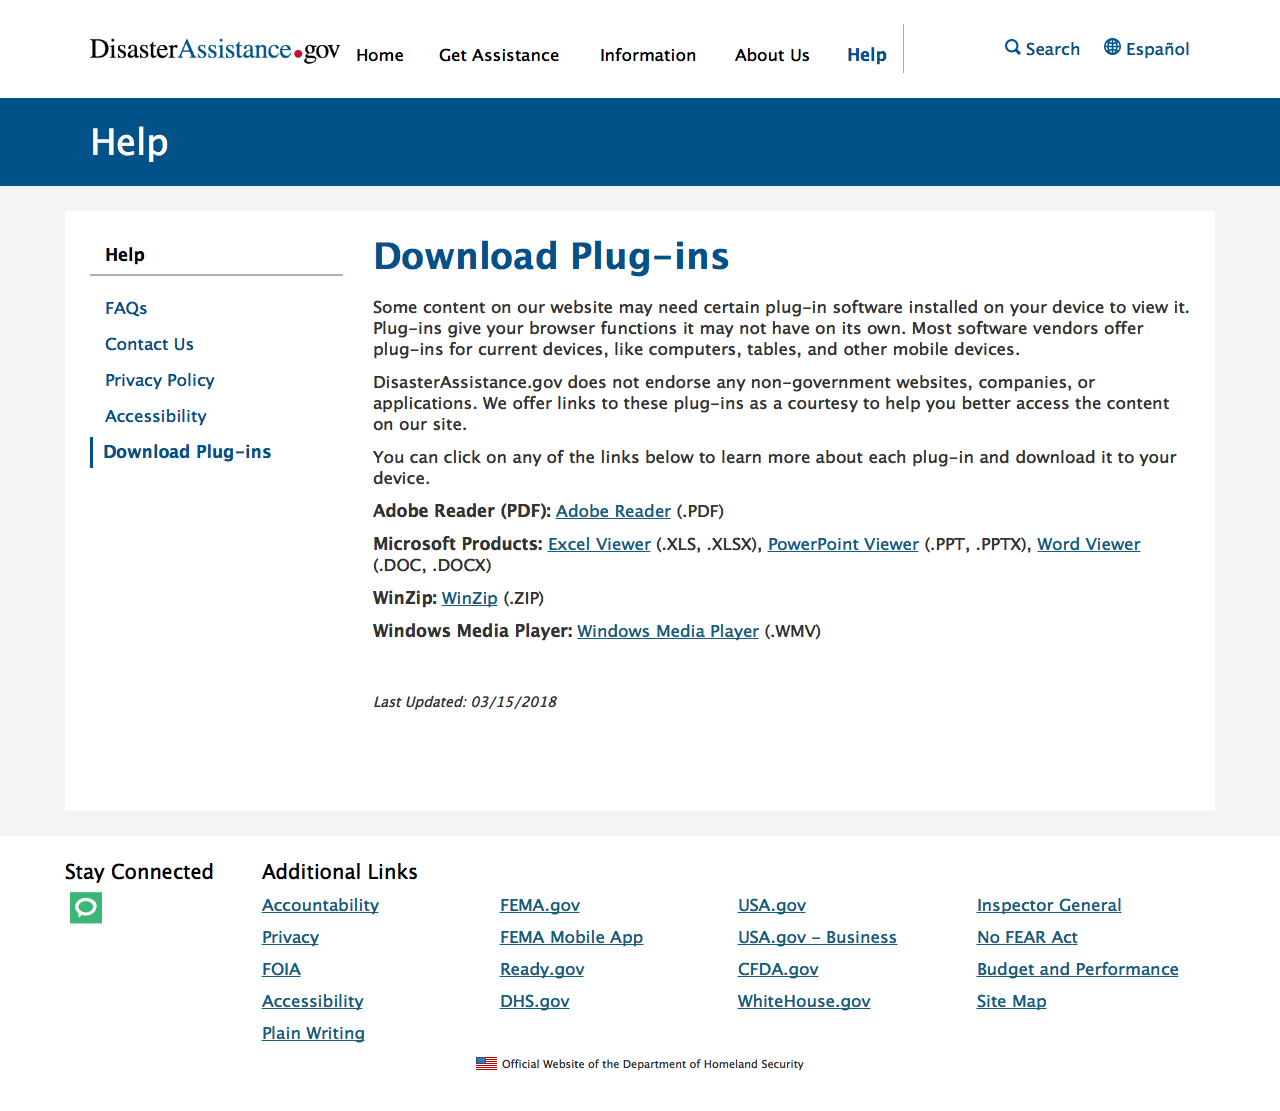 DisasterAssistance.gov Home Get Assistance Information About Us Help Search Español
Help
Help
FAQs
Contact Us
Privacy Policy
Accessibility
Download Plug-ins
Download Plug-ins
Some content on our website may need certain plug-in software installed on your device to view it.
Plug-ins give your browser functions it may not have on its own. Most software vendors offer
plug-ins for current devices, like computers, tables, and other mobile devices.
DisasterAssistance.gov does not endorse any non-government websites, companies, or
applications. We offer links to these plug-ins as a courtesy to help you better access the content
on our site.
You can click on any of the links below to learn more about each plug-in and download it to your
device.
Adobe Reader (PDF): Adobe Reader (.PDF)
Microsoft Products: Excel Viewer (.XLS, .XLSX), PowerPoint Viewer (.PPT, .PPTX), Word Viewer
(.DOC, .DOCX)
WinZip: WinZip (.ZIP)
Windows Media Player: Windows Media Player (.WMV)
Last Updated: 03/15/2018
Stay Connected
Additional Links
Accountability FEMA.gov USA.gov Inspector General
Privacy FEMA Mobile App USA.gov - Business No FEAR Act
FOIA Ready.gov CFDA.gov Budget and Performance
Accessibility DHS.gov WhiteHouse.gov Site Map
Plain Writing
Official Website of the Department of Homeland Security